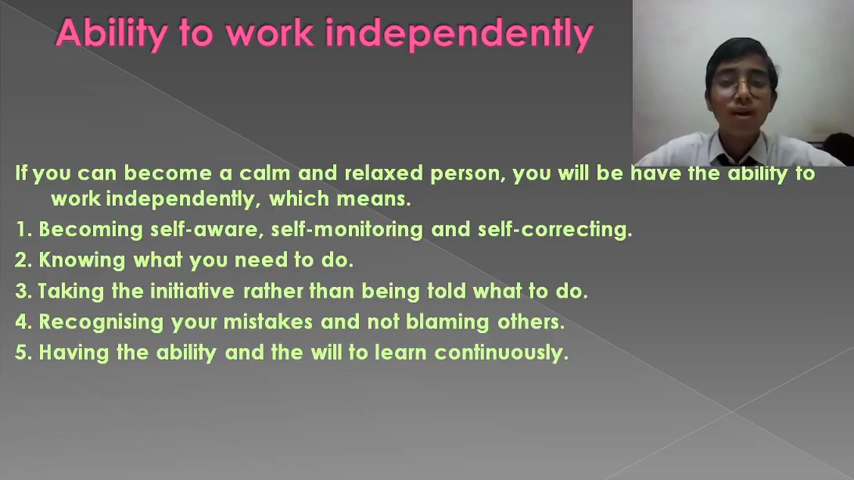 Ability to work independently
If you can become a calm and relaxed person, you will be have the ability to
work independently, which means.
1. Becoming self-aware, self-monitoring and self-correcting.
2. Knowing what you need to do.
3. Taking the initiative rather than being told what to do.
4. Recognising your mistakes and not blaming others.
5. Having the ability and the will to learn continuously.